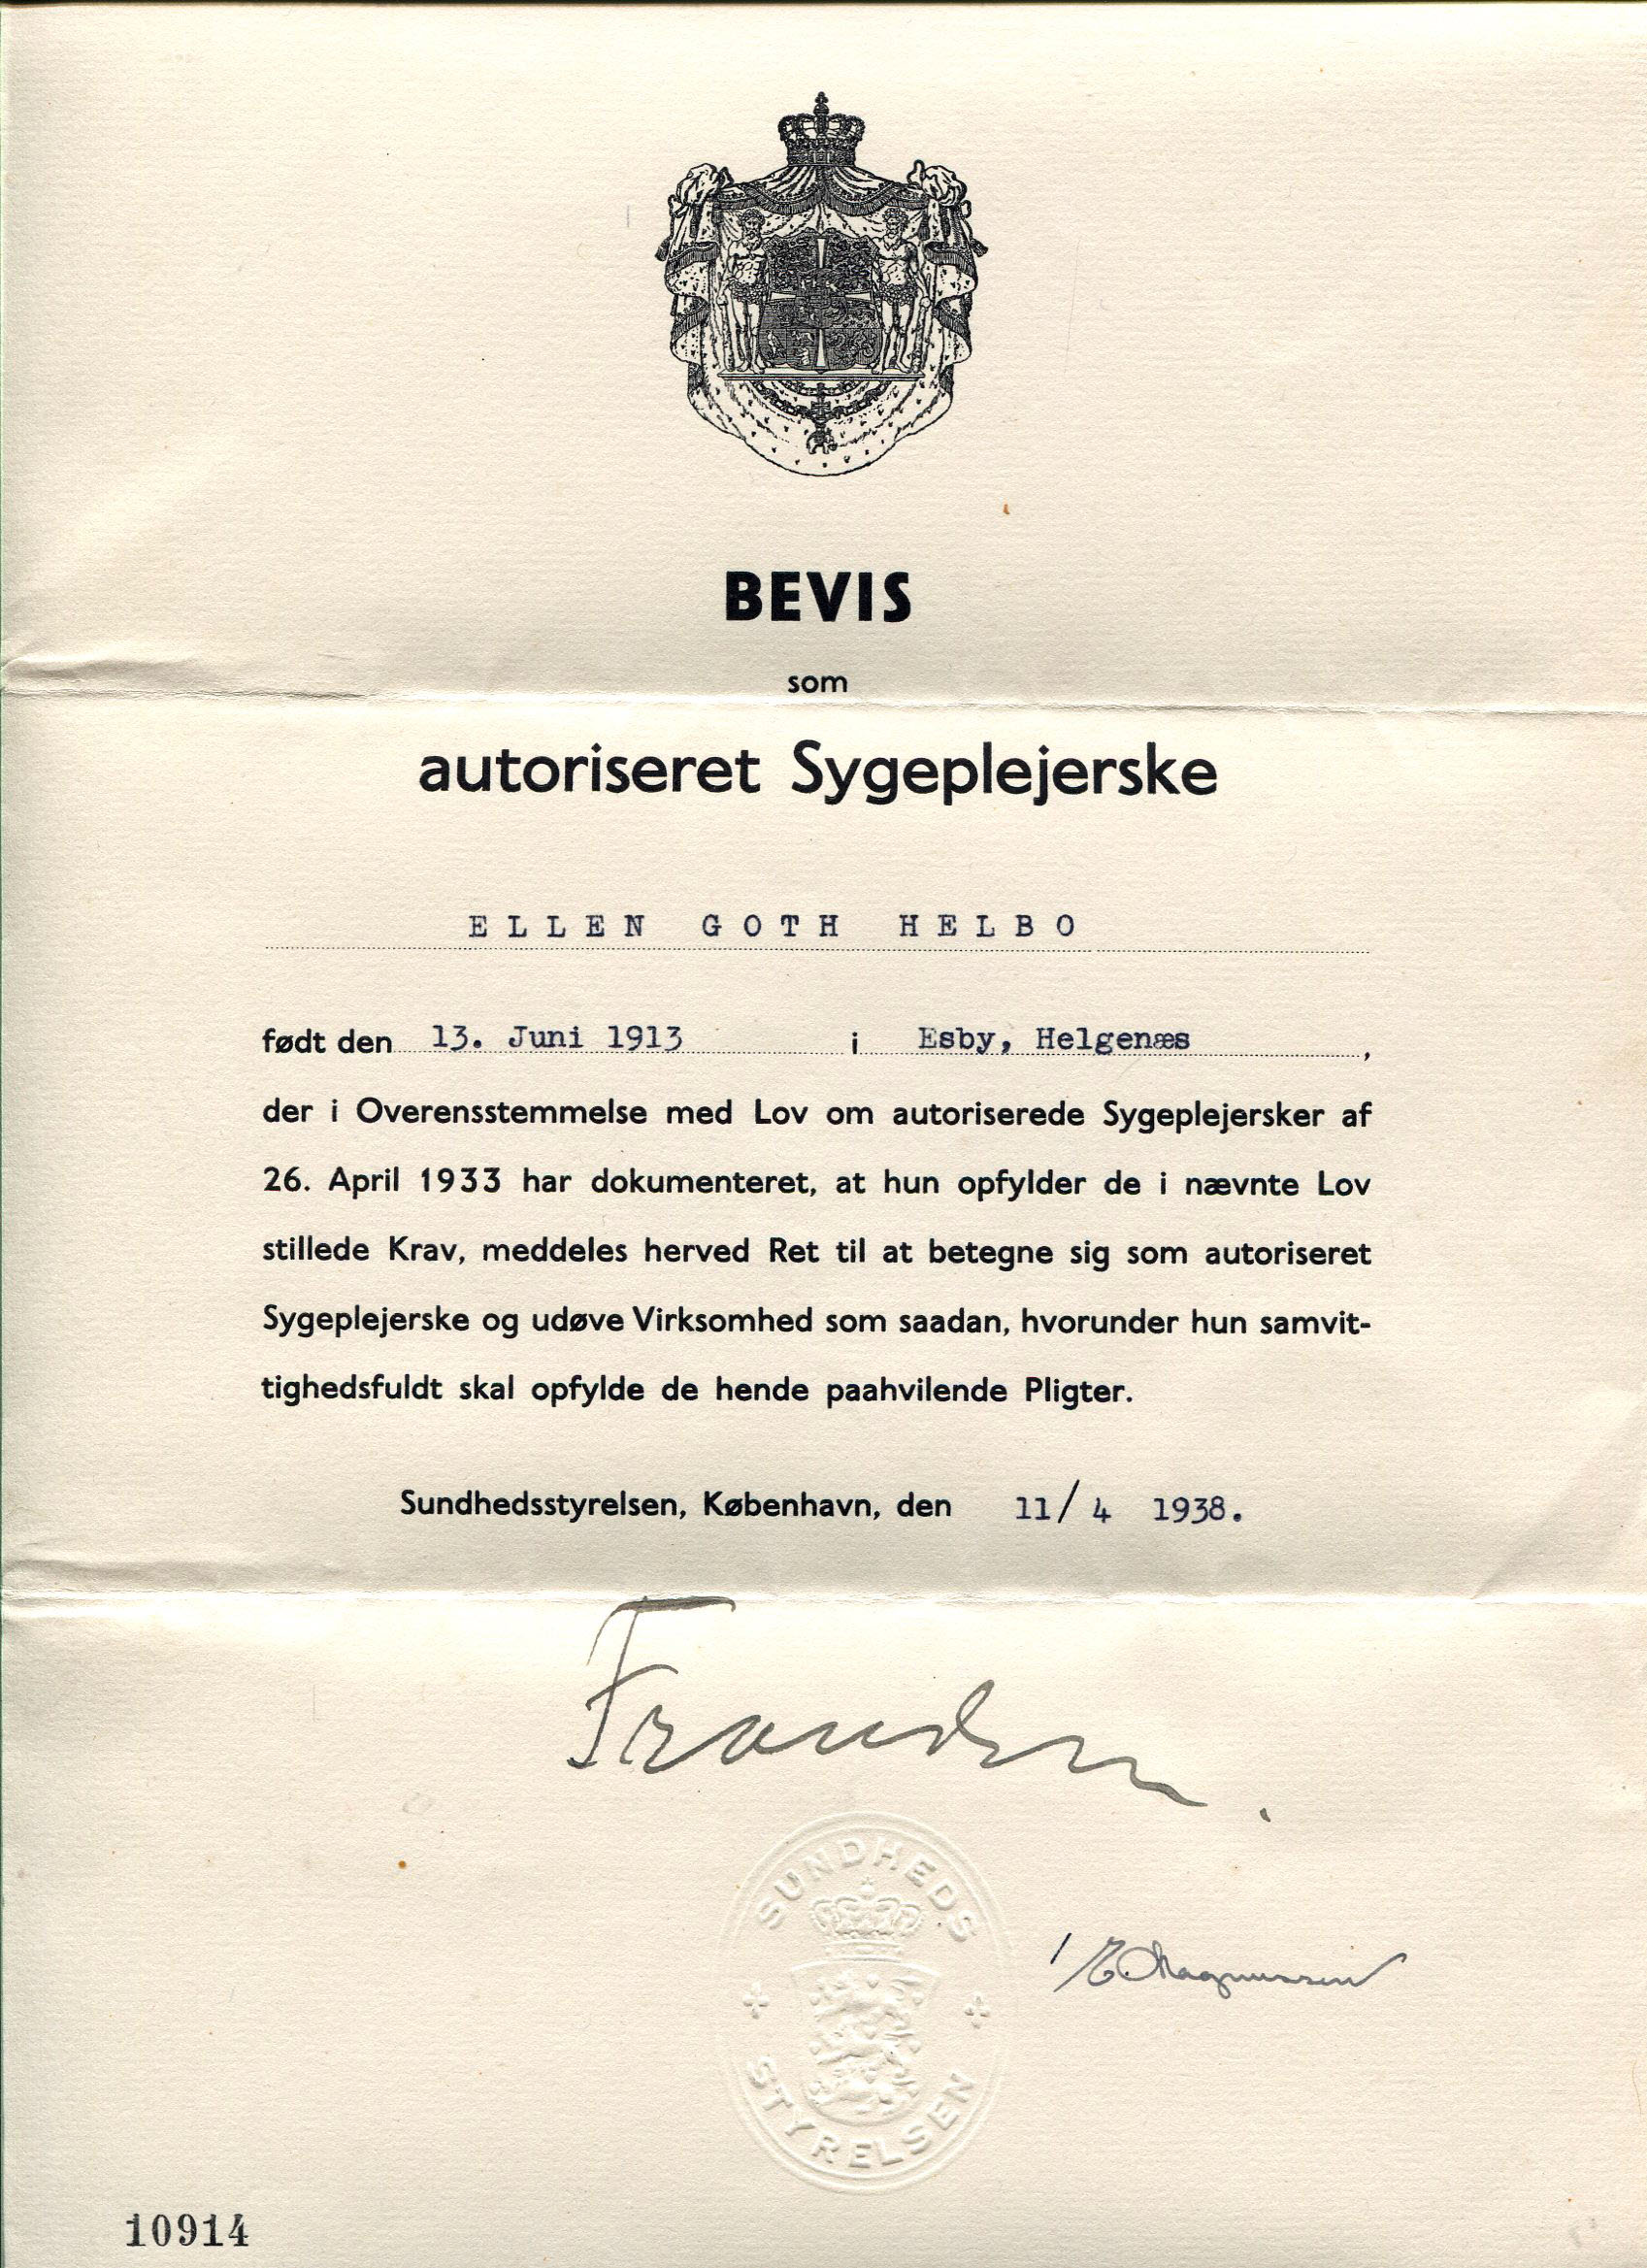 BEVIS
som
autoriseret Sygeplejerske
ELLEN GOTH HELBO
født den 13. Juni 1913 i Esby, Helgenæs,
der i Overensstemmelse med Lov om autoriserede Sygeplejersker af
26. April 1933 har dokumenteret, at hun opfylder de i nævnte Lov
stillede Krav, meddeles herved Ret til at betegne sig som autoriseret
Sygeplejerske og udøve Virksomhed som saadan, hvorunder hun samvit-
tighedsfuldt skal opfylde de hende paahvilende Pligter.
Sundhedsstyrelsen, København, den 11/4 1938.
SUNDHEDS
STYRELSEN
Magnussen
10914